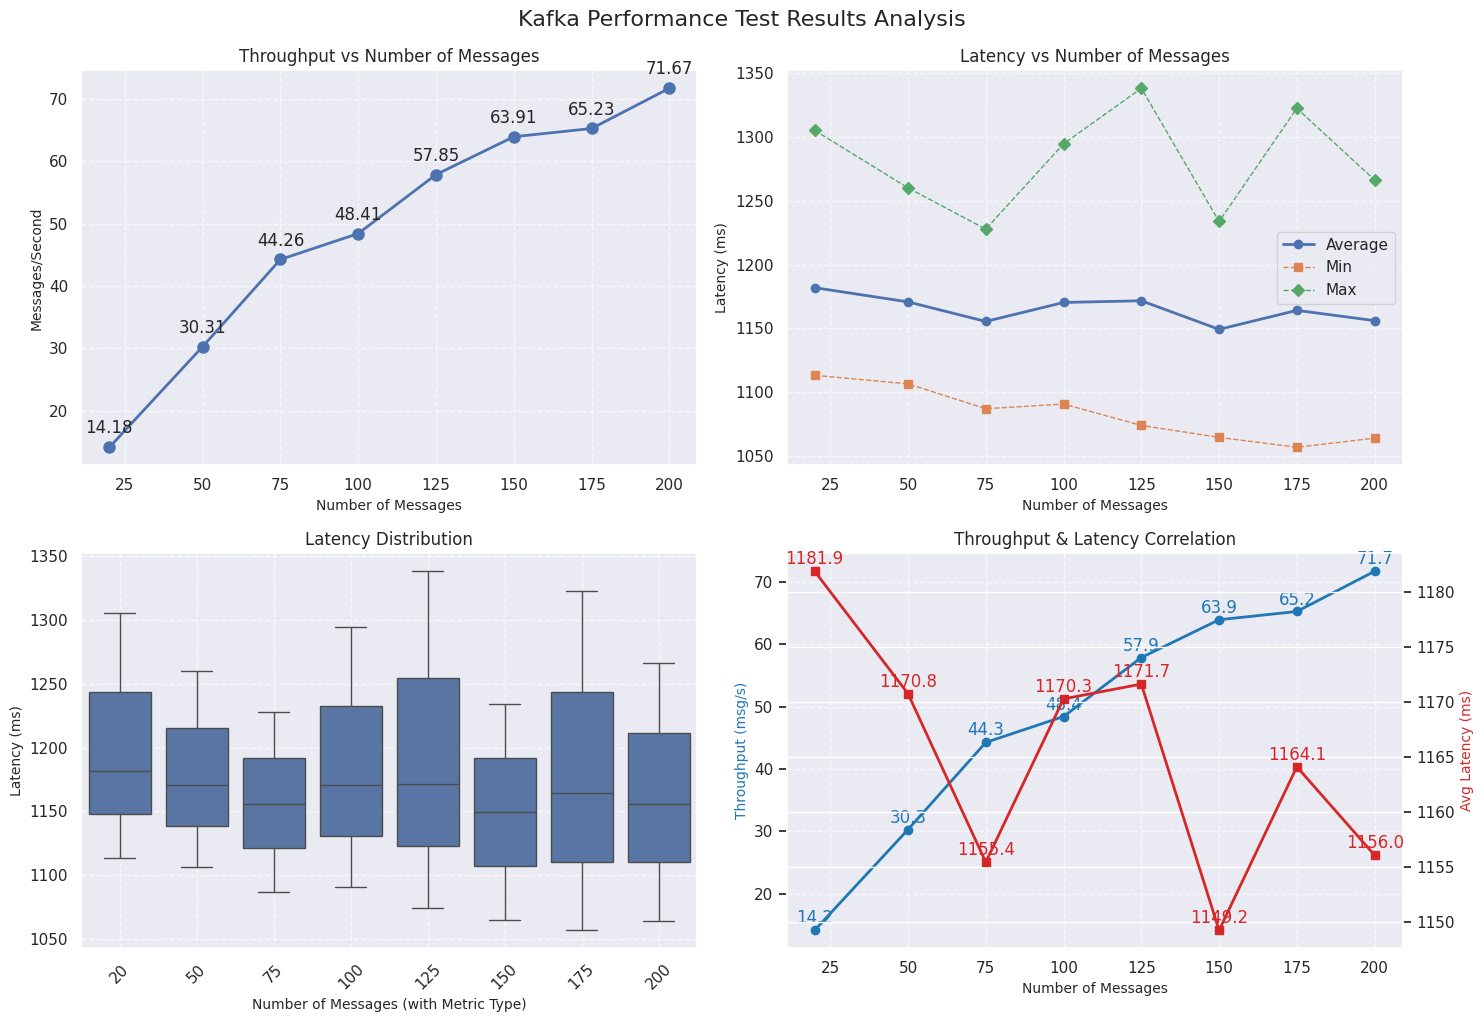 Kafka Performance Test Results Analysis
Throughput vs Number of Messages
Messages/Second
70
60
50
40
30
20
14.18
30.31
44.26
48.41
57.85
63.91
65.23
71.67
25 50 75 100 125 150 175 200
Number of Messages
Latency vs Number of Messages
Latency (ms)
1350
1300
1250
1200
1150
1100
1050
Average
Min
Max
25 50 75 100 125 150 175 200
Number of Messages
Latency Distribution
Latency (ms)
1350
1300
1250
1200
1150
1100
1050
20 50 75 100 125 150 175 200
Number of Messages (with Metric Type)
Throughput & Latency Correlation
Throughput (msg/s)
70
60
50
40
30
20
14.2
30.3
44.3
48.4
57.9
63.9
65.2
71.7
1181.9
1170.8
1155.4
1170.3
1171.7
1149.2
1164.1
1156.0
1180
1175
1170
1165
1160
1155
1150
Avg Latency (ms)
25 50 75 100 125 150 175 200
Number of Messages